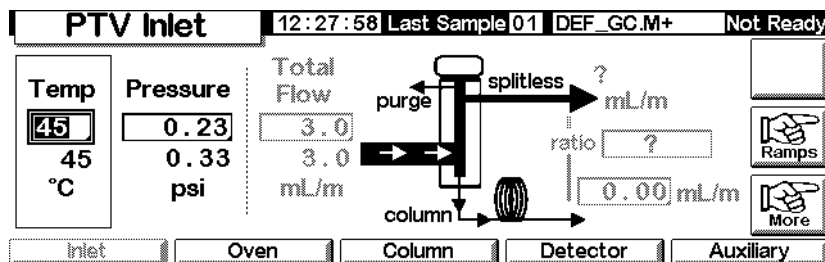 PTV Inlet 12:27:58 Last Sample 01 DEF_GC.M+ Not Ready
Temp
45
45
°C
Pressure
0.23
0.33
psi
Total
Flow
3.0
3.0
mL/m
purge
splitless
column
?
mL/m
ratio ?
0.00 mL/m
Ramps
More
Inlet Oven Column Detector Auxiliary